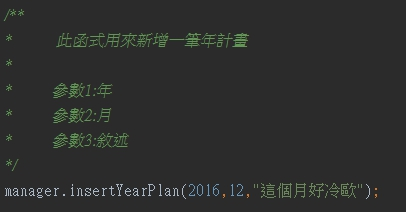 /**
* 此函式用來新增一筆年計畫
*
* 參數1:年
* 參數2:月
* 參數3:敘述
*/
manager.insertYearPlan(2016,12,"這個月好冷歐");